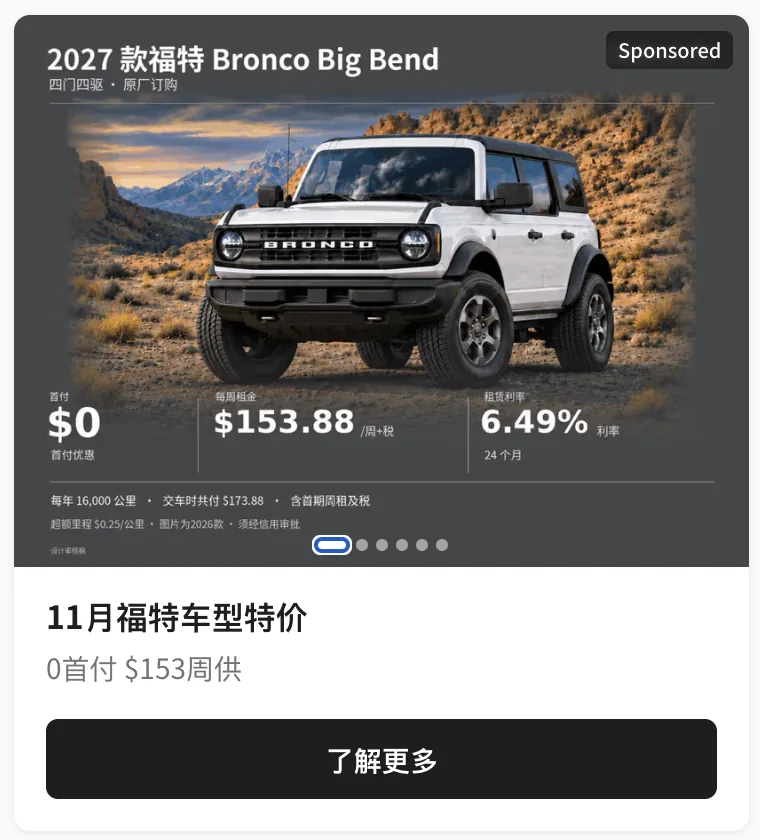 2027 款福特 Bronco Big Bend
Sponsored
四门四驱 · 原厂订购
BRONCO
首付
$0
首付优惠
每周租金
$153.88 /周+税
租赁利率
6.49% 利率
24 个月
每年 16,000 公里 · 交车时共付 $173.88 · 含首期周租及税
超额里程 $0.25/公里 · 图片为2026款 · 须经信用审批
设计审核稿
11月福特车型特价
0首付 $153周供
了解更多